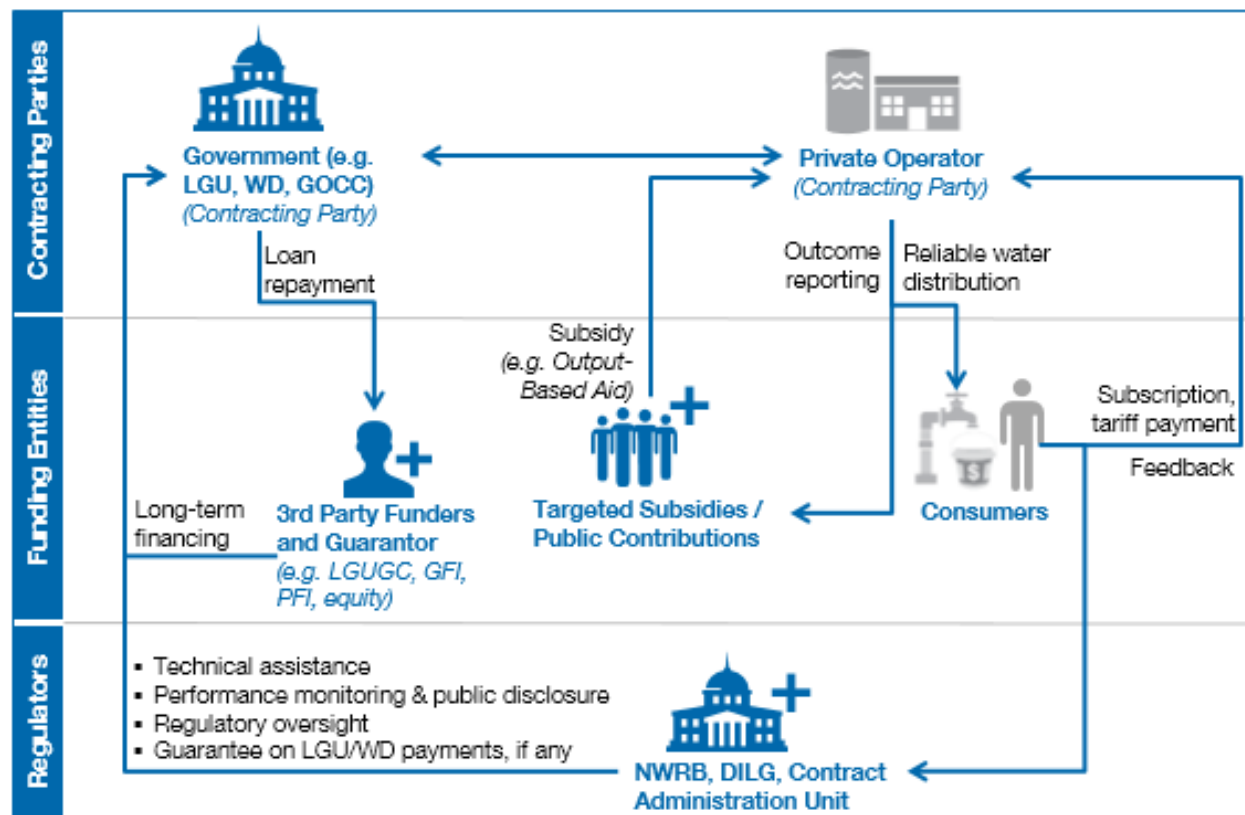 Contracting Parties
Government (e.g.
LGU, WD, GOCC)
(Contracting Party)
Private Operator
(Contracting Party)
Loan
repayment
Outcome
reporting
Reliable water
distribution
Funding Entities
Subsidy
(e.g. Output-
Based Aid)
Subscription,
tariff payment
Feedback
Long-term
financing
3rd Party Funders
and Guarantor
(e.g. LGUGC, GFI,
PFI, equity)
Targeted Subsidies /
Public Contributions
$
Consumers
Regulators
▪ Technical assistance
▪ Performance monitoring & public disclosure
▪ Regulatory oversight
▪ Guarantee on LGU/WD payments, if any
NWRB, DILG, Contract
Administration Unit